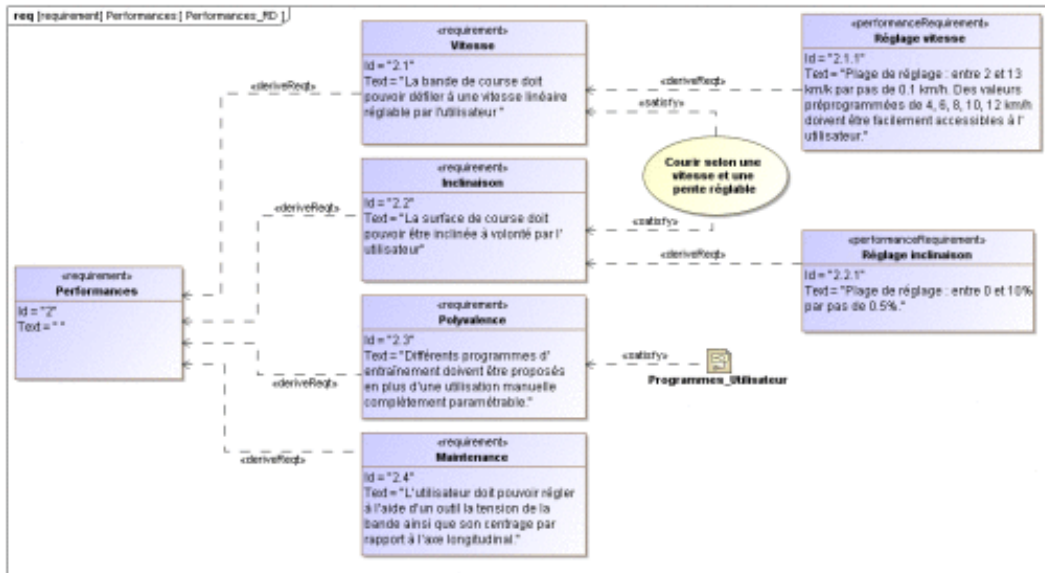 req [requirement] Performances [ Performances_RD ]
«requirement»
Performances
Id = "2"
Text = " "
«deriveReqt»
«deriveReqt»
«deriveReqt»
«deriveReqt»
«requirement»
Vitesse
Id = "2.1"
Text = "La bande de course doit
pouvoir défiler à une vitesse linéaire
réglable par l'utilisateur "
«requirement»
Inclinaison
Id = "2.2"
Text = "La surface de course doit
pouvoir être inclinée à volonté par l'
utilisateur"
«requirement»
Polyvalence
Id = "2.3"
Text = "Différents programmes d'
entraînement doivent être proposés
en plus d'une utilisation manuelle
complètement paramétrable."
«requirement»
Maintenance
Id = "2.4"
Text = "L'utilisateur doit pouvoir régler
à l'aide d'un outil la tension de la
bande ainsi que son centrage par
rapport à l'axe longitudinal."
«deriveReqt»
«satisfy»
Courir selon une
vitesse et une
pente réglable
«satisfy»
«deriveReqt»
«satisfy»
Programmes_Utilisateur
«performanceRequirement»
Réglage vitesse
Id = "2.1.1"
Text = "Plage de réglage : entre 2 et 13
km/k par pas de 0.1 km/h. Des valeurs
préprogrammées de 4, 6, 8, 10, 12 km/h
doivent être facilement accessibles à l'
utilisateur."
«performanceRequirement»
Réglage inclinaison
Id = "2.2.1"
Text = "Plage de réglage : entre 0 et 10%
par pas de 0.5%."